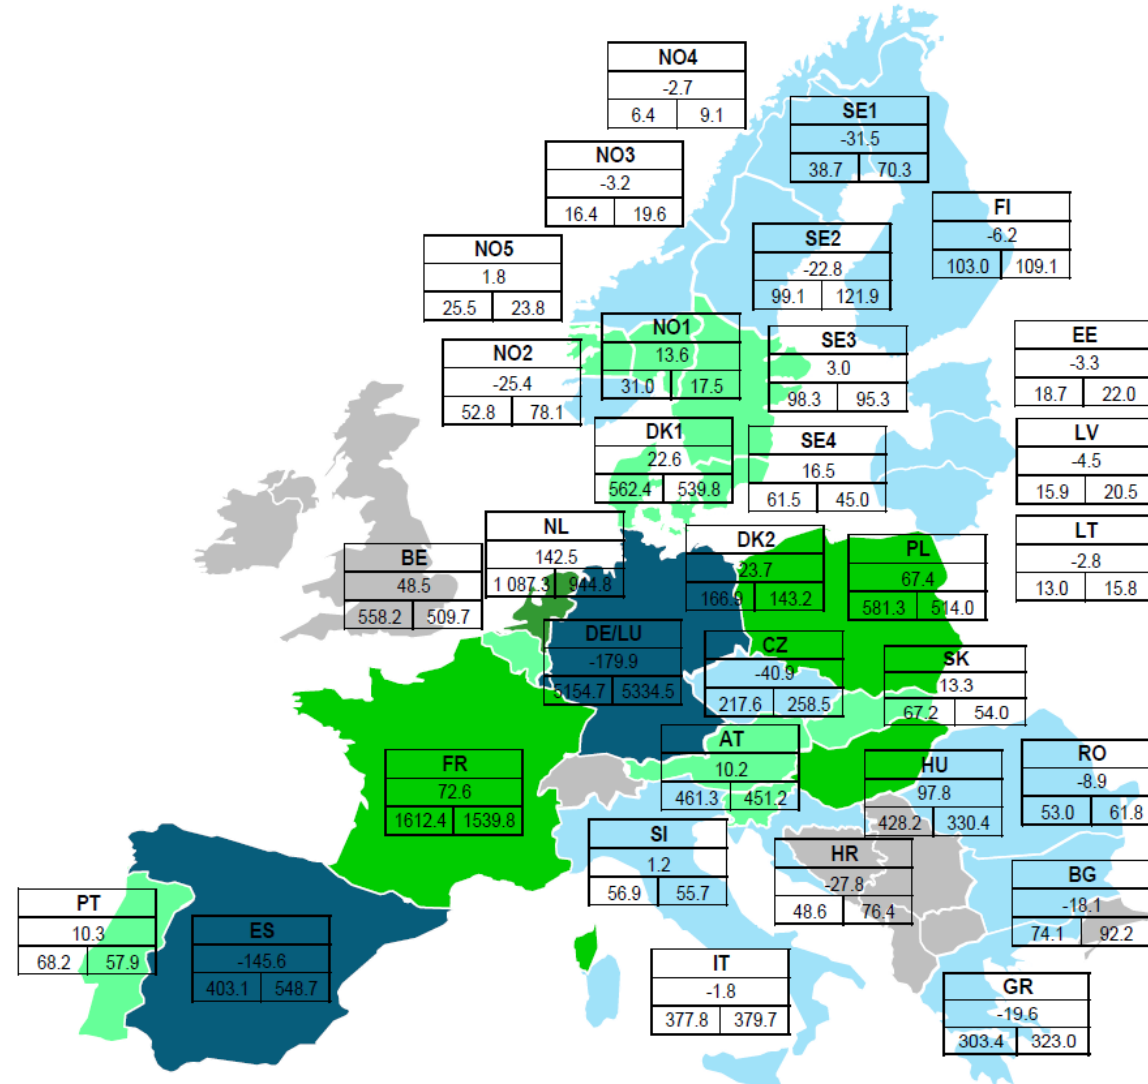 NO4
-2.7
6.4 9.1
SE1
-31.5
38.7 70.3
NO3
-3.2
16.4 19.6
FI
-6.2
103.0 109.1
SE2
-22.8
99.1 121.9
NO5
1.8
25.5 23.8
NO1
13.6
31.0 17.5
SE3
3.0
98.3 95.3
EE
-3.3
18.7 22.0
NO2
-25.4
52.8 78.1
DK1
22.6
562.4 539.8
SE4
16.5
61.5 45.0
LV
-4.5
15.9 20.5
NL
142.5
1 087.3 944.8
DK2
23.7
166.9 143.2
PL
67.4
581.3 514.0
LT
-2.8
13.0 15.8
BE
48.5
558.2 509.7
DE/LU
-179.9
5154.7 5334.5
CZ
-40.9
217.6 258.5
SK
13.3
67.2 54.0
AT
10.2
461.3 451.2
FR
72.6
1612.4 1539.8
HU
97.8
428.2 330.4
RO
-8.9
53.0 61.8
SI
1.2
56.9 55.7
HR
-27.8
48.6 76.4
BG
-18.1
74.1 92.2
PT
10.3
68.2 57.9
ES
-145.6
403.1 548.7
IT
-1.8
377.8 379.7
GR
-19.6
303.4 323.0